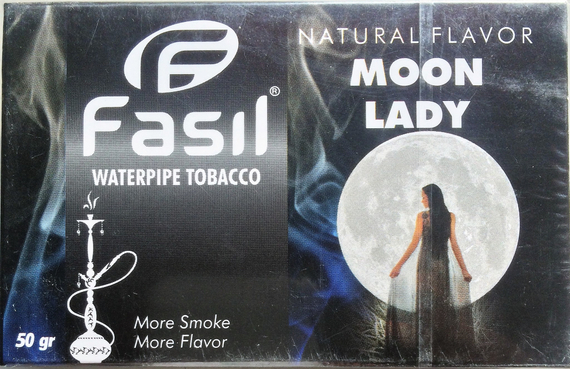 Fasil®
WATERPIPE TOBACCO
50 gr
More Smoke
More Flavor
NATURAL FLAVOR
MOON
LADY